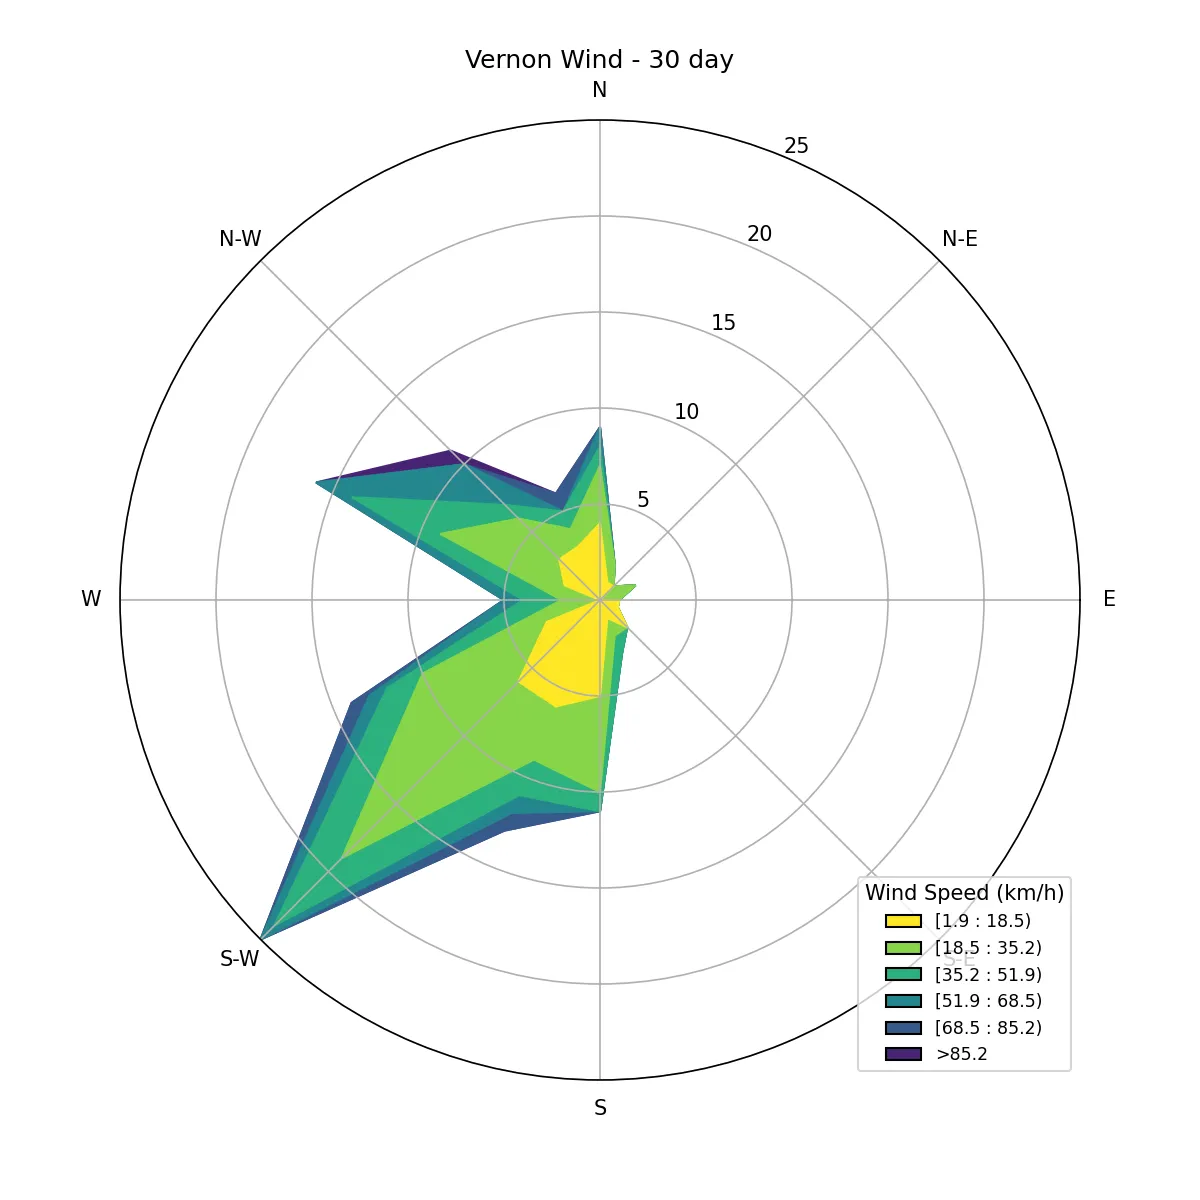 Vernon Wind - 30 day
N
25
N-W
20
N-E
15
10
5
W
E
Wind Speed (km/h)
[1.9 : 18.5)
[18.5 : 35.2)
S-W
S-E
[35.2 : 51.9)
[51.9 : 68.5)
[68.5 : 85.2)
>85.2
S